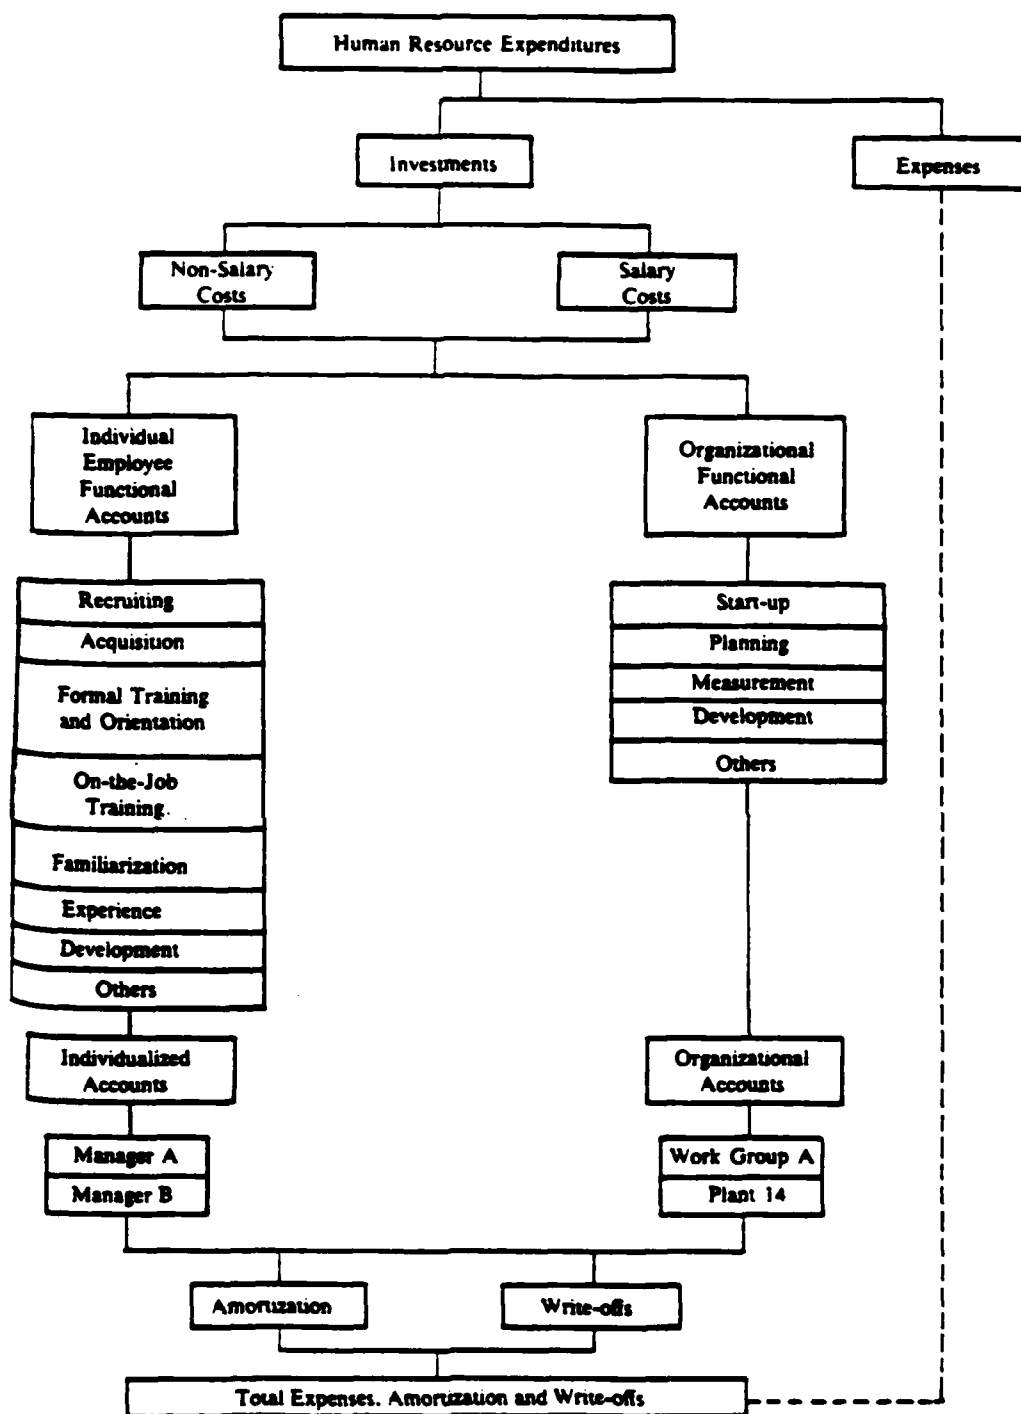 Human Resource Expenditures
Investments
Expenses
Non-Salary
Costs
Salary
Costs
Individual
Employee
Functional
Accounts
Organizational
Functional
Accounts
Recruiting
Acquisition
Formal Training
and Orientation
On-the-Job
Training
Familiarization
Experience
Development
Others
Start-up
Planning
Measurement
Development
Others
Individualized
Accounts
Organizational
Accounts
Manager A
Manager B
Work Group A
Plant 14
Amortization
Write-offs
Total Expenses. Amortization and Write-offs